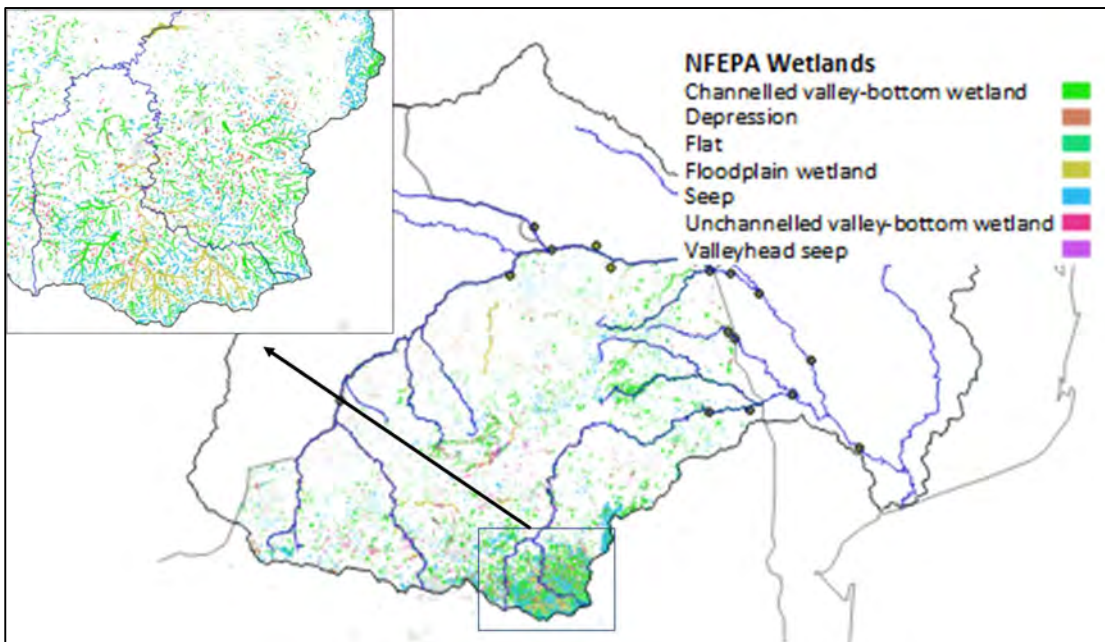 NFEPA Wetlands
Channelled valley-bottom wetland
Depression
Flat
Floodplain wetland
Seep
Unchannelled valley-bottom wetland
Valleyhead seep